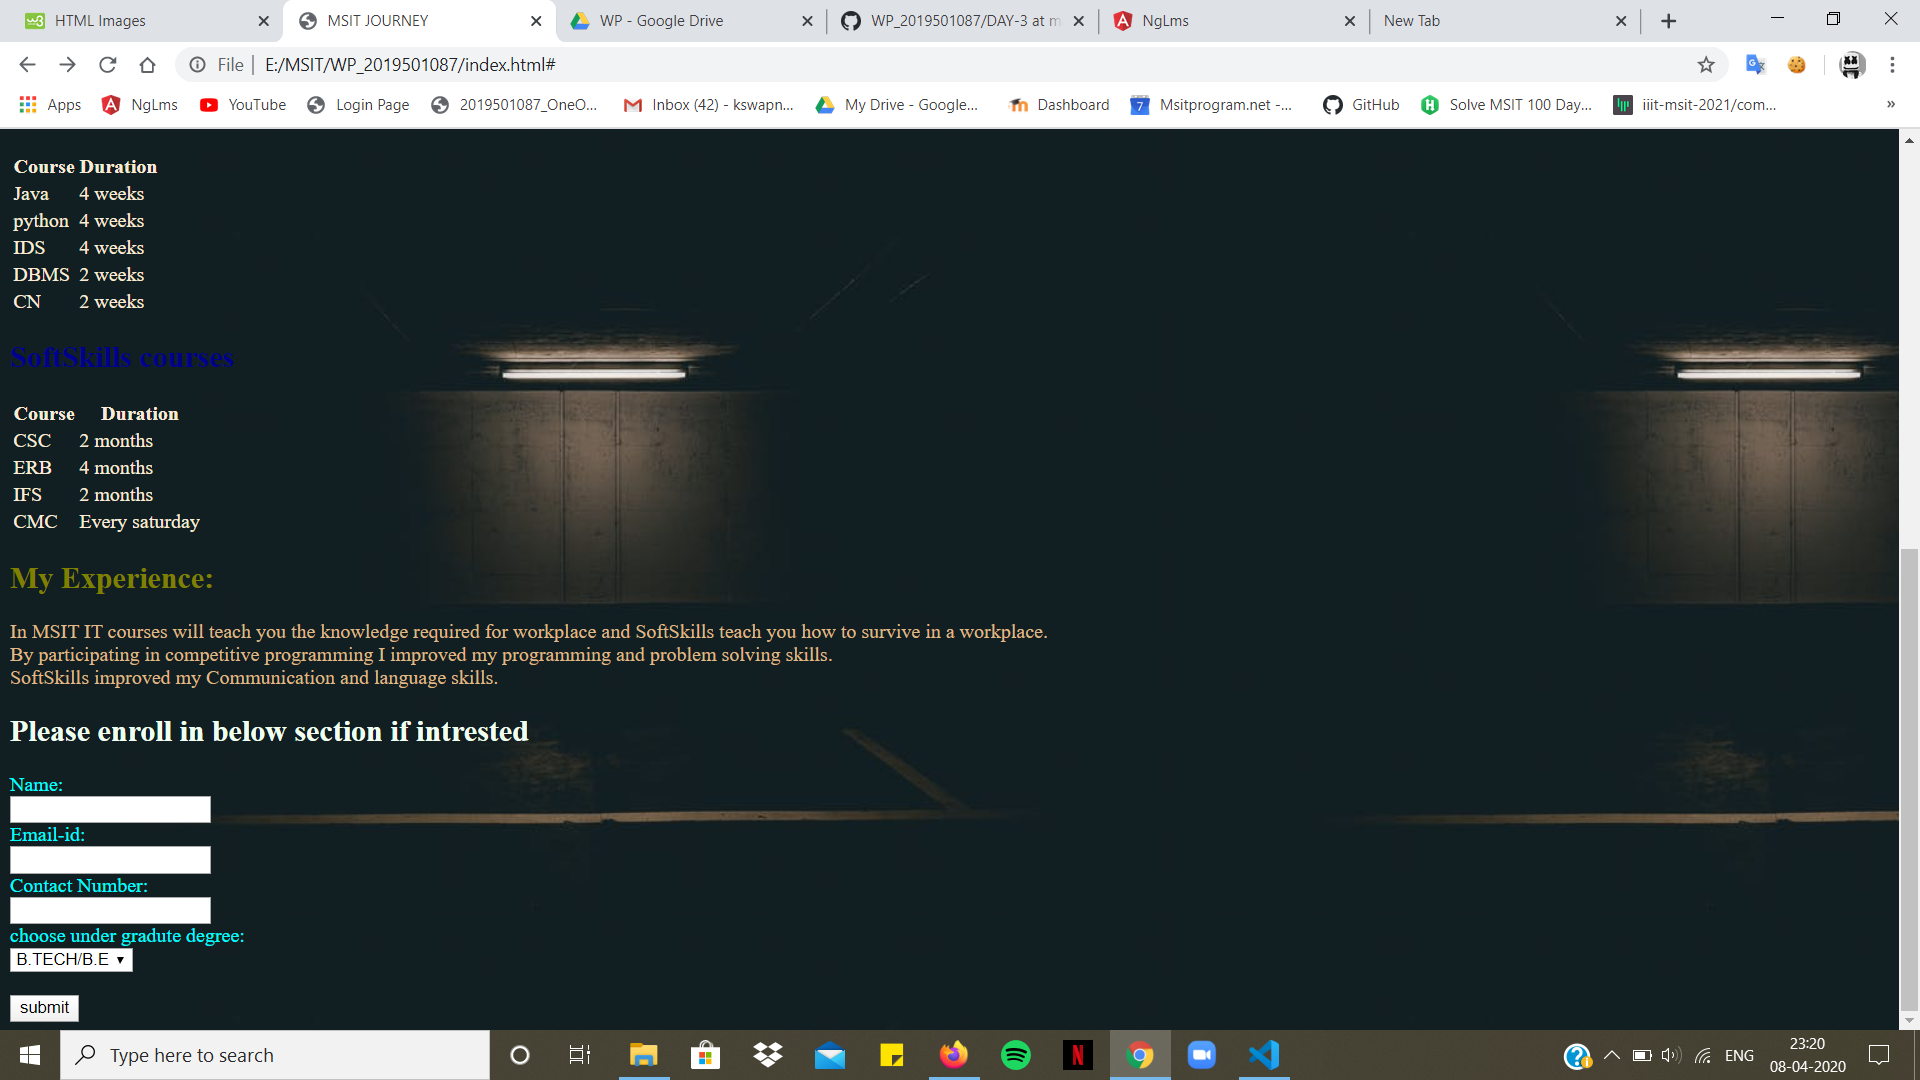 HTML Images
MSIT JOURNEY
WP - Google Drive
WP_2019501087/DAY-3 at m
NgLms
New Tab
File | E:/MSIT/WP_2019501087/index.html#
Apps
NgLms
YouTube
Login Page
2019501087_OneO...
Inbox (42) - kswapn...
My Drive - Google...
Dashboard
7
Msitprogram.net -...
GitHub
Solve MSIT 100 Day...
iiit-msit-2021/com...
»
Course Duration
Java 4 weeks
python 4 weeks
IDS 4 weeks
DBMS 2 weeks
CN 2 weeks
SoftSkills courses
Course Duration
CSC 2 months
ERB 4 months
IFS 2 months
CMC Every saturday
My Experience:
In MSIT IT courses will teach you the knowledge required for workplace and SoftSkills teach you how to survive in a workplace.
By participating in competitive programming I improved my programming and problem solving skills.
SoftSkills improved my Communication and language skills.
Please enroll in below section if intrested
Name:
Email-id:
Contact Number:
choose under gradute degree:
B.TECH/B.E
submit
Type here to search
ENG
23:20
08-04-2020